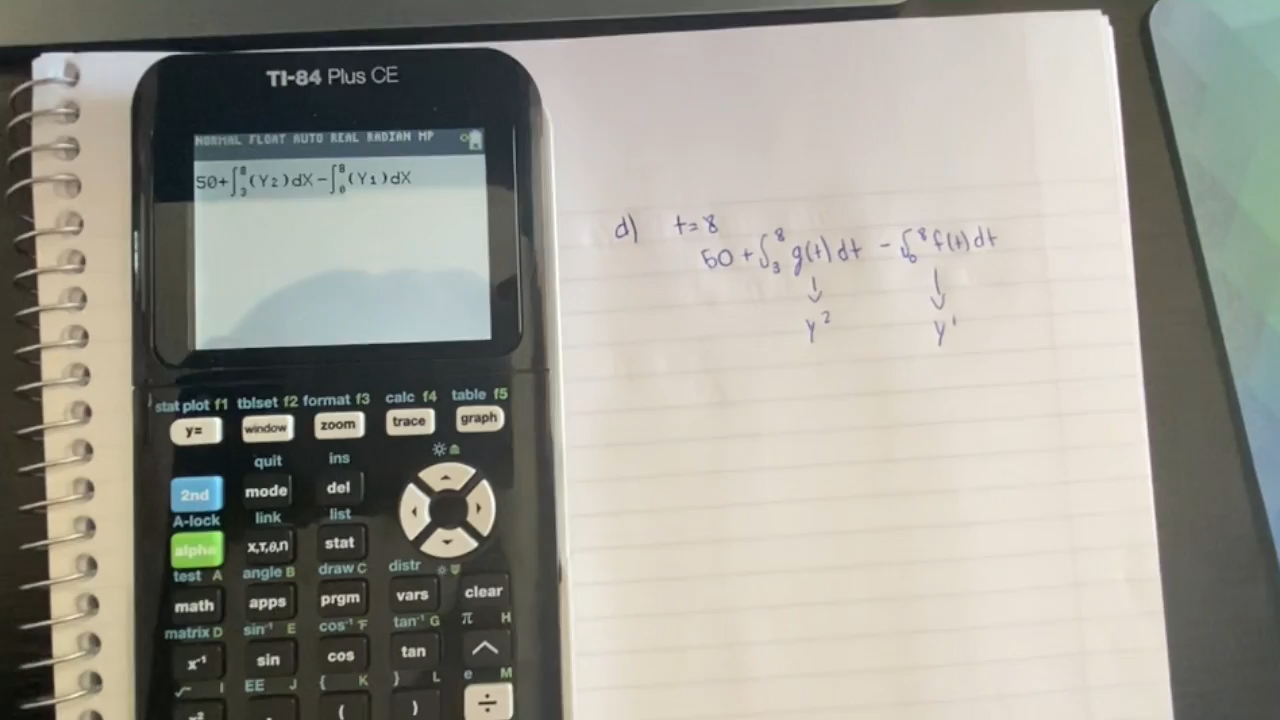 TI-84 Plus CE
NORMAL FLOAT AUTO REAL RADIAN MP
50+∫₃⁸(Y₂)dX-∫₀⁸(Y₁)dX
d) t=8
50 + ∫₃⁸ g(t) dt - ∫₀⁸ f(t) dt
↓ ↓
y² y¹
stat plot f1 tblset f2 format f3 calc f4 table f5
y= window zoom trace graph
quit ins
2nd mode del
A-lock link list
alpha X,T,θ,n stat
test A angle B draw C distr
math apps prgm vars clear
matrix D sin⁻¹ E cos⁻¹ F tan⁻¹ G π H
x⁻¹ sin cos tan ^
√ I EE J { K } L e M
x² , ( ) ÷